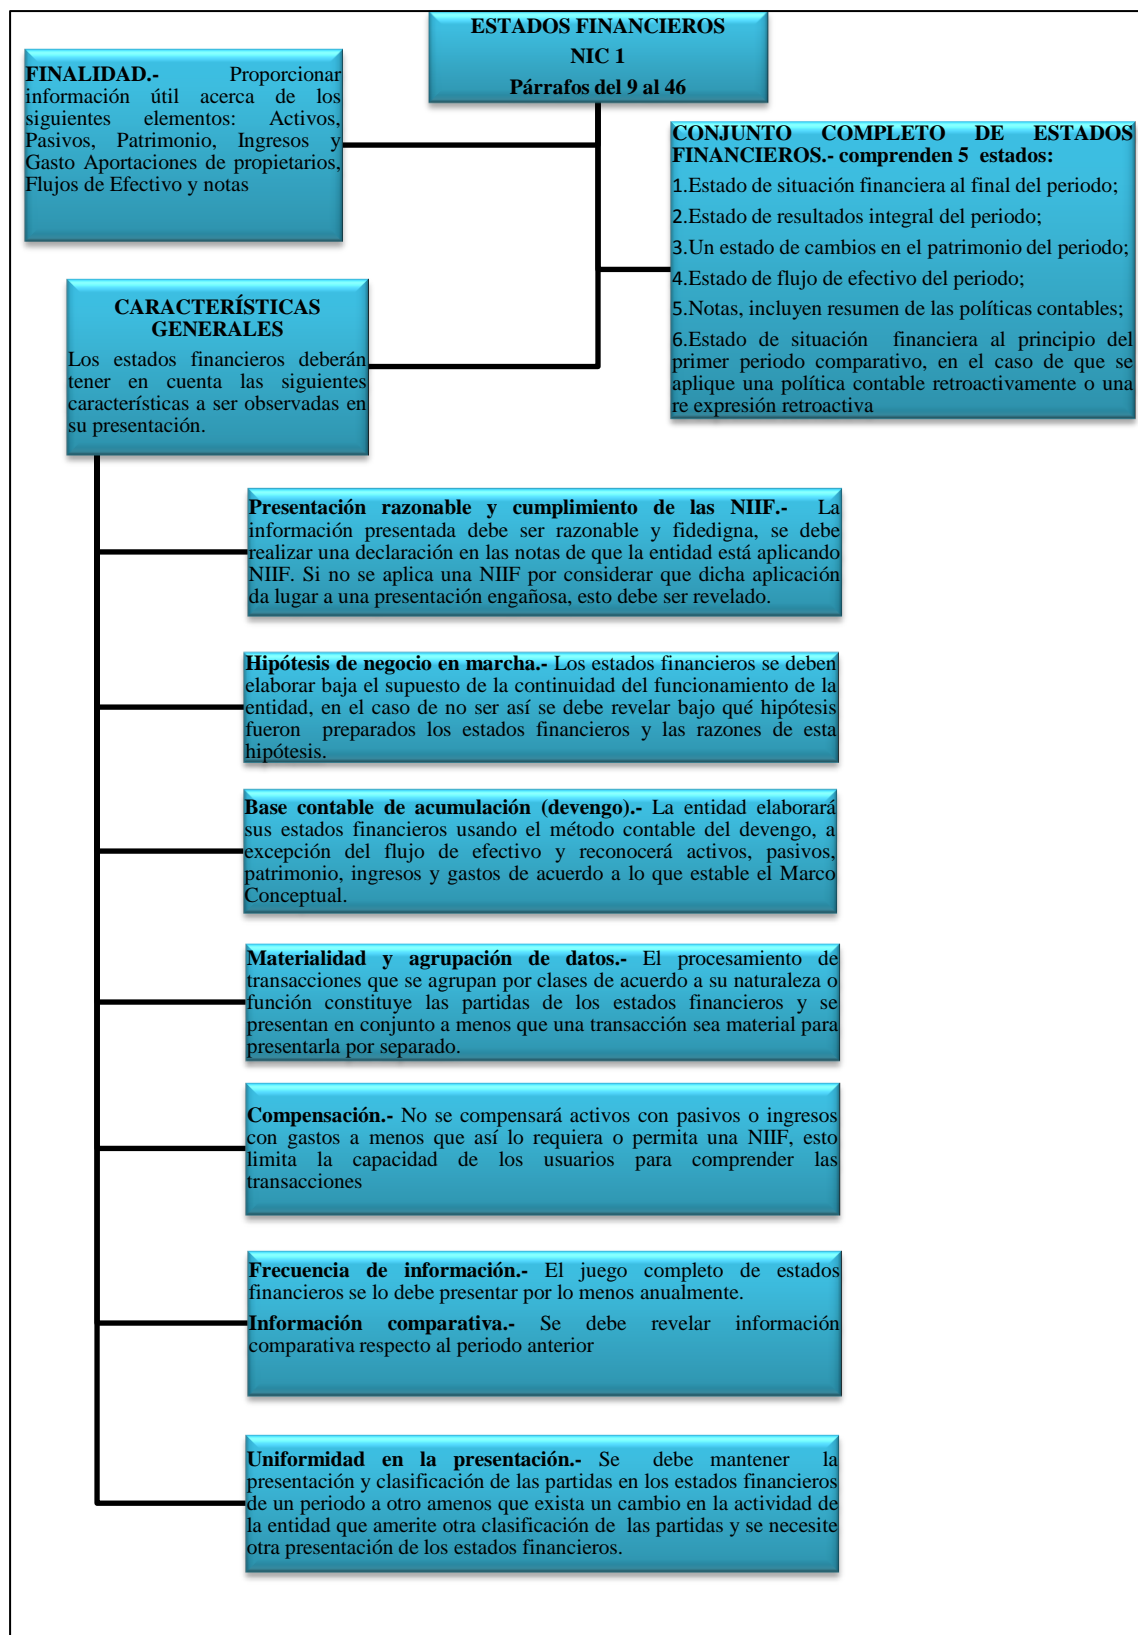 ESTADOS FINANCIEROS
NIC 1
Párrafos del 9 al 46
FINALIDAD.- Proporcionar
información útil acerca de los
siguientes elementos: Activos,
Pasivos, Patrimonio, Ingresos y
Gasto Aportaciones de propietarios,
Flujos de Efectivo y notas
CONJUNTO COMPLETO DE ESTADOS
FINANCIEROS.- comprenden 5 estados:
1.Estado de situación financiera al final del periodo;
2.Estado de resultados integral del periodo;
3.Un estado de cambios en el patrimonio del periodo;
4.Estado de flujo de efectivo del periodo;
5.Notas, incluyen resumen de las políticas contables;
6.Estado de situación financiera al principio del
primer periodo comparativo, en el caso de que se
aplique una política contable retroactivamente o una
re expresión retroactiva
CARACTERÍSTICAS
GENERALES
Los estados financieros deberán
tener en cuenta las siguientes
características a ser observadas en
su presentación.
Presentación razonable y cumplimiento de las NIIF.- La
información presentada debe ser razonable y fidedigna, se debe
realizar una declaración en las notas de que la entidad está aplicando
NIIF. Si no se aplica una NIIF por considerar que dicha aplicación
da lugar a una presentación engañosa, esto debe ser revelado.
Hipótesis de negocio en marcha.- Los estados financieros se deben
elaborar baja el supuesto de la continuidad del funcionamiento de la
entidad, en el caso de no ser así se debe revelar bajo qué hipótesis
fueron preparados los estados financieros y las razones de esta
hipótesis.
Base contable de acumulación (devengo).- La entidad elaborará
sus estados financieros usando el método contable del devengo, a
excepción del flujo de efectivo y reconocerá activos, pasivos,
patrimonio, ingresos y gastos de acuerdo a lo que estable el Marco
Conceptual.
Materialidad y agrupación de datos.- El procesamiento de
transacciones que se agrupan por clases de acuerdo a su naturaleza o
función constituye las partidas de los estados financieros y se
presentan en conjunto a menos que una transacción sea material para
presentarla por separado.
Compensación.- No se compensará activos con pasivos o ingresos
con gastos a menos que así lo requiera o permita una NIIF, esto
limita la capacidad de los usuarios para comprender las
transacciones
Frecuencia de información.- El juego completo de estados
financieros se lo debe presentar por lo menos anualmente.
Información comparativa.- Se debe revelar información
comparativa respecto al periodo anterior
Uniformidad en la presentación.- Se debe mantener la
presentación y clasificación de las partidas en los estados financieros
de un periodo a otro amenos que exista un cambio en la actividad de
la entidad que amerite otra clasificación de las partidas y se necesite
otra presentación de los estados financieros.